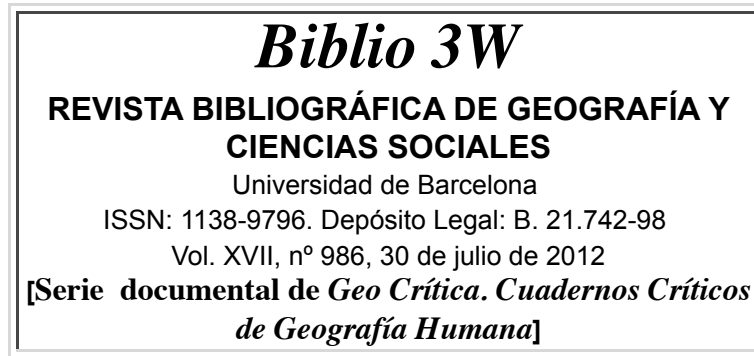 Biblio 3W
REVISTA BIBLIOGRÁFICA DE GEOGRAFÍA Y
CIENCIAS SOCIALES
Universidad de Barcelona
ISSN: 1138-9796. Depósito Legal: B. 21.742-98
Vol. XVII, nº 986, 30 de julio de 2012
[Serie documental de Geo Crítica. Cuadernos Críticos
de Geografía Humana]